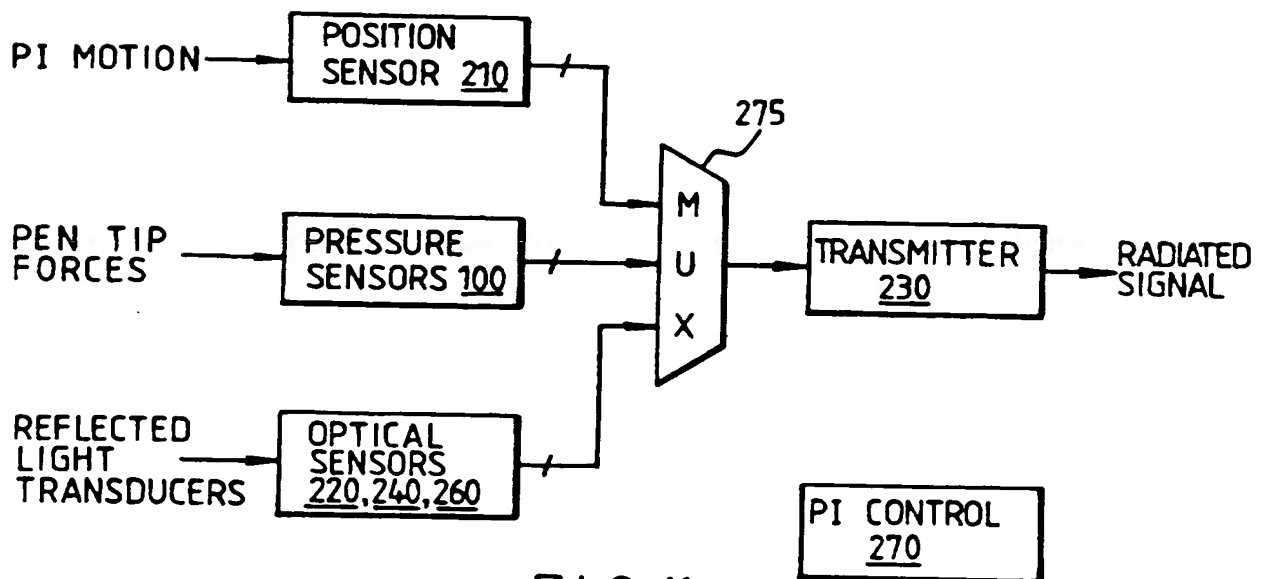 PI MOTION
POSITION
SENSOR 210
275
PEN TIP
FORCES
PRESSURE
SENSORS 100
M
U
X
TRANSMITTER
230
RADIATED
SIGNAL
REFLECTED
LIGHT
TRANSDUCERS
OPTICAL
SENSORS
220, 240, 260
PI CONTROL
270